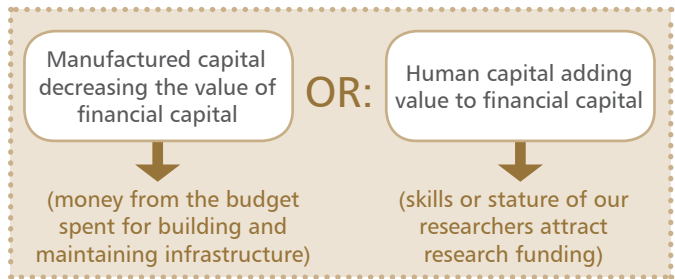 Manufactured capital
decreasing the value of
financial capital
OR:
Human capital adding
value to financial capital
(money from the budget
spent for building and
maintaining infrastructure)
(skills or stature of our
researchers attract
research funding)